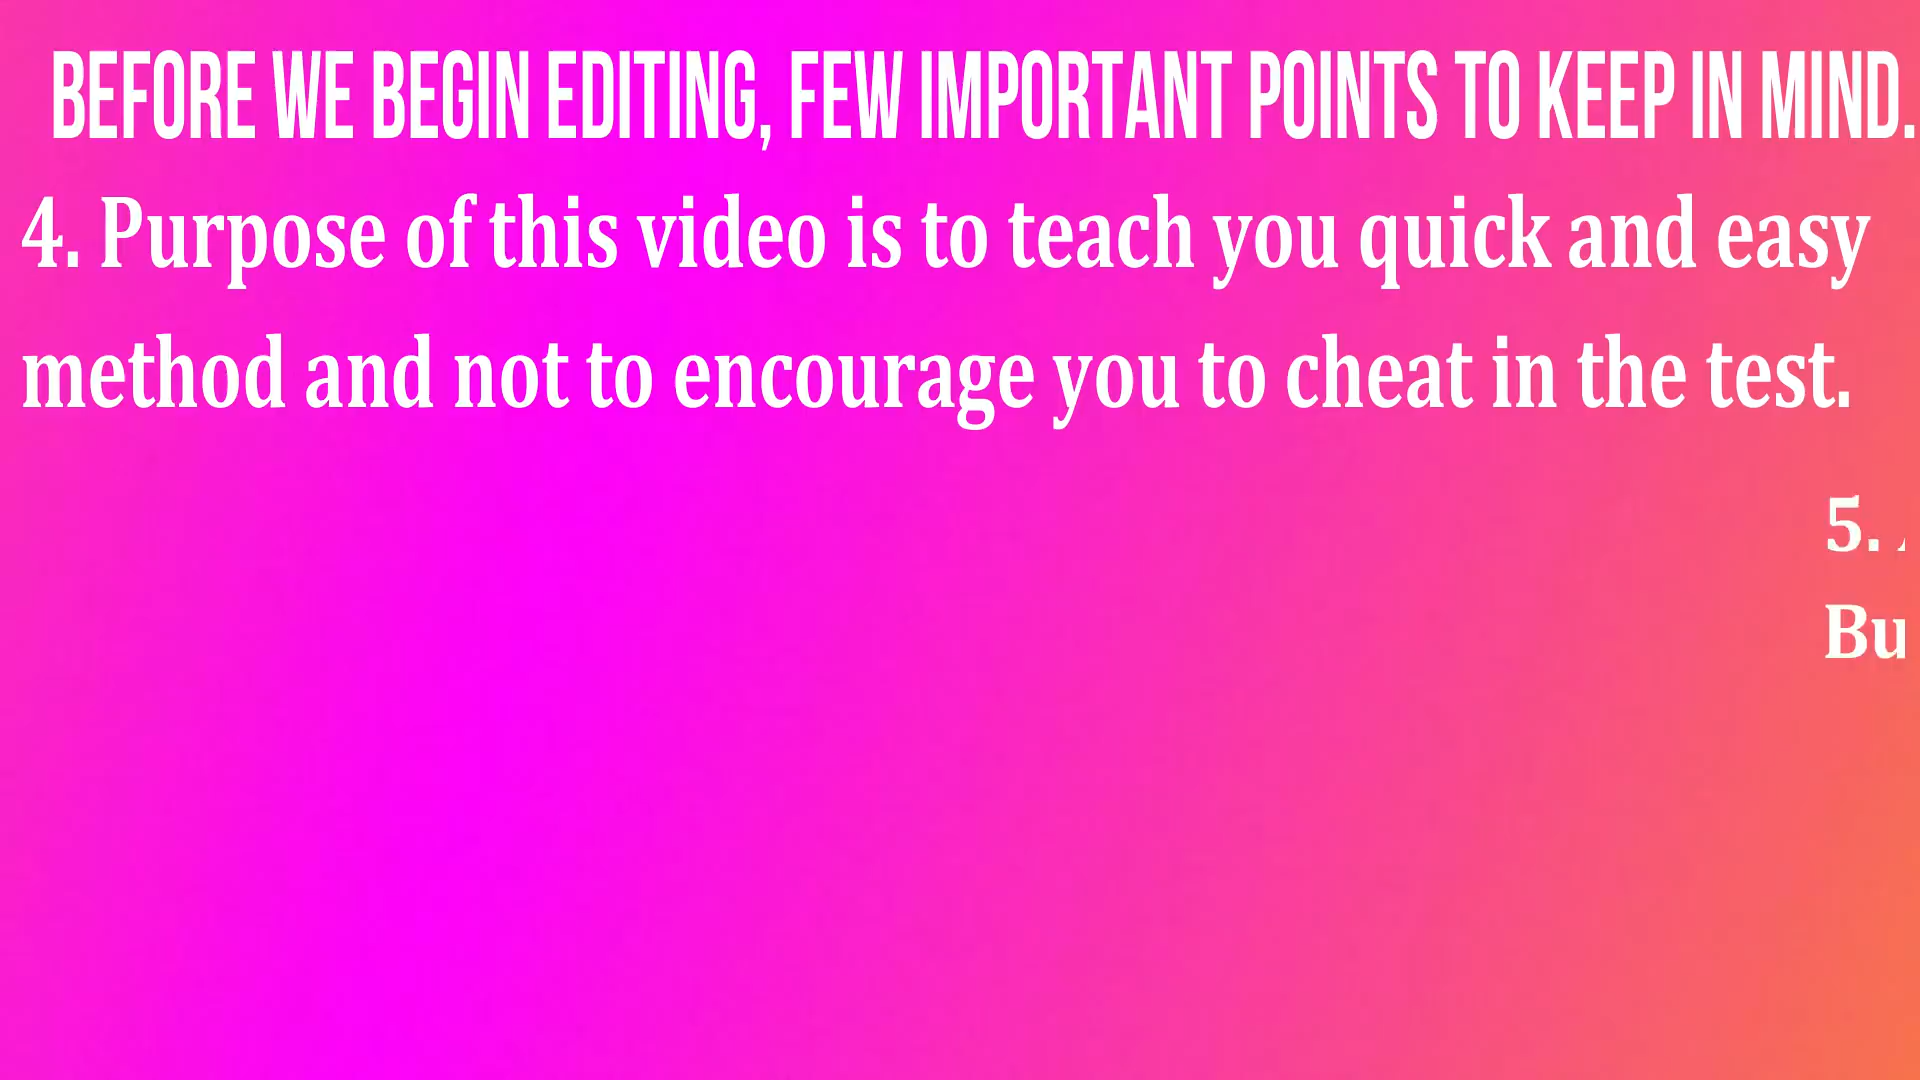 BEFORE WE BEGIN EDITING, FEW IMPORTANT POINTS TO KEEP IN MIND.
4. Purpose of this video is to teach you quick and easy
method and not to encourage you to cheat in the test.
5.
Bu